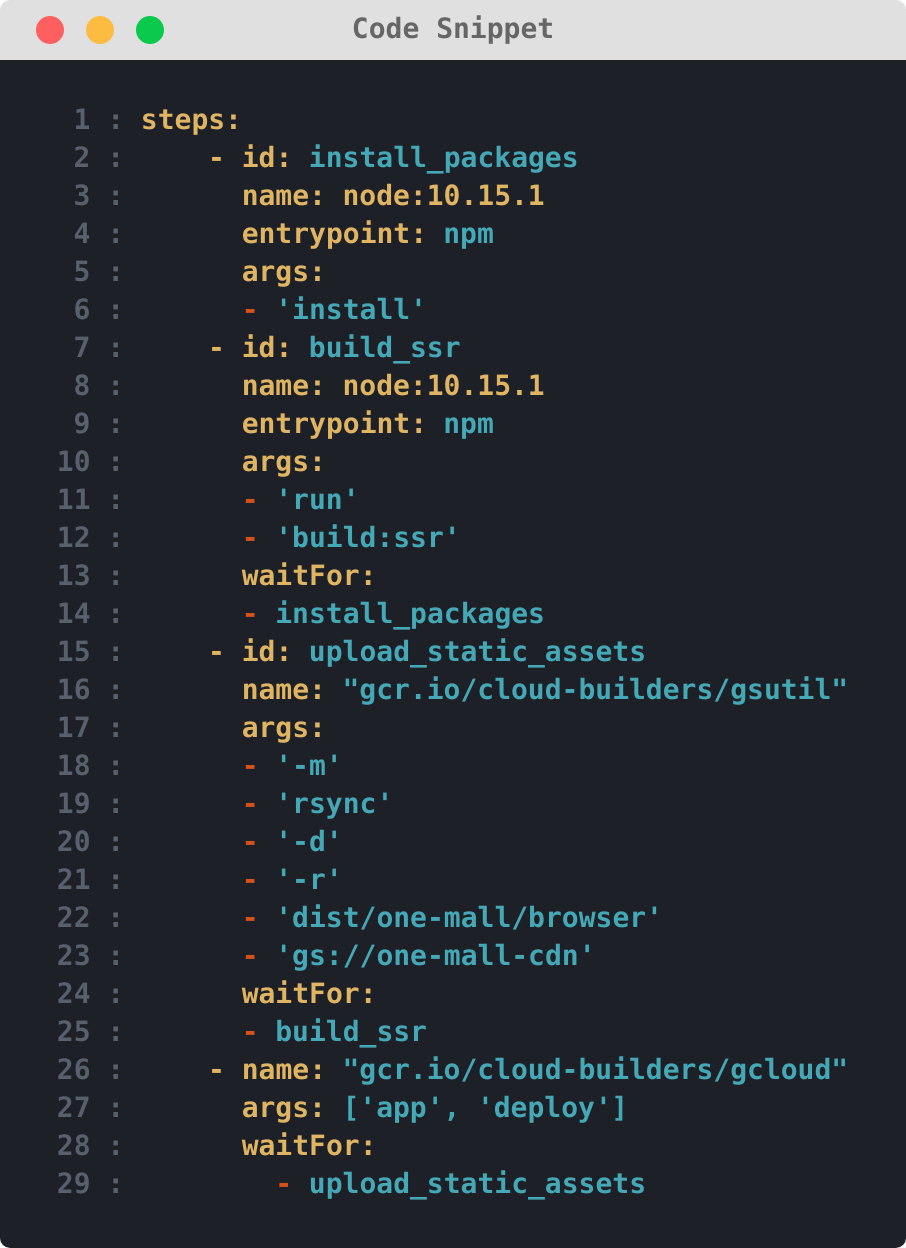 Code Snippet
1 : steps:
2 :     - id: install_packages
3 :       name: node:10.15.1
4 :       entrypoint: npm
5 :       args:
6 :       - 'install'
7 :     - id: build_ssr
8 :       name: node:10.15.1
9 :       entrypoint: npm
10 :       args:
11 :       - 'run'
12 :       - 'build:ssr'
13 :       waitFor:
14 :       - install_packages
15 :     - id: upload_static_assets
16 :       name: "gcr.io/cloud-builders/gsutil"
17 :       args:
18 :       - '-m'
19 :       - 'rsync'
20 :       - '-d'
21 :       - '-r'
22 :       - 'dist/one-mall/browser'
23 :       - 'gs://one-mall-cdn'
24 :       waitFor:
25 :       - build_ssr
26 :     - name: "gcr.io/cloud-builders/gcloud"
27 :       args: ['app', 'deploy']
28 :       waitFor:
29 :         - upload_static_assets